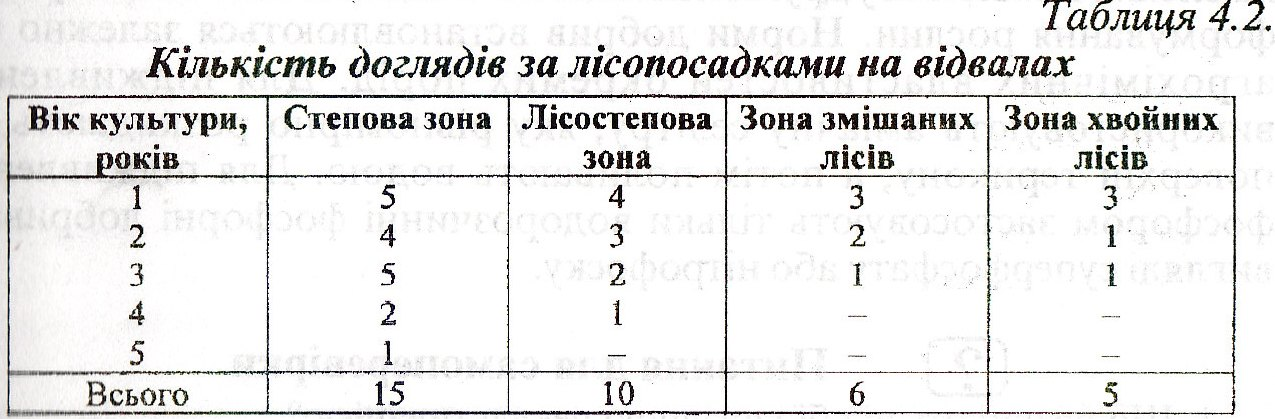 Таблиця 4.2.
Кількість доглядів за лісопосадками на відвалах
Вік культури, років Степова зона Лісостепова зона Зона змішаних лісів Зона хвойних лісів
1 5 4 3 3
2 4 3 2 1
3 5 2 1 1
4 2 1 – –
5 1 – – –
Всього 15 10 6 5